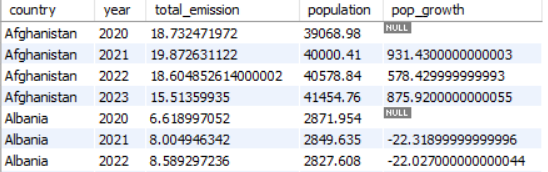 country year total_emission population pop_growth
Afghanistan 2020 18.732471972 39068.98 NULL
Afghanistan 2021 19.872631122 40000.41 931.4300000000003
Afghanistan 2022 18.604852614000002 40578.84 578.429999999993
Afghanistan 2023 15.51359935 41454.76 875.9200000000055
Albania 2020 6.618997052 2871.954 NULL
Albania 2021 8.004946342 2849.635 -22.31899999999996
Albania 2022 8.589297236 2827.608 -22.027000000000044